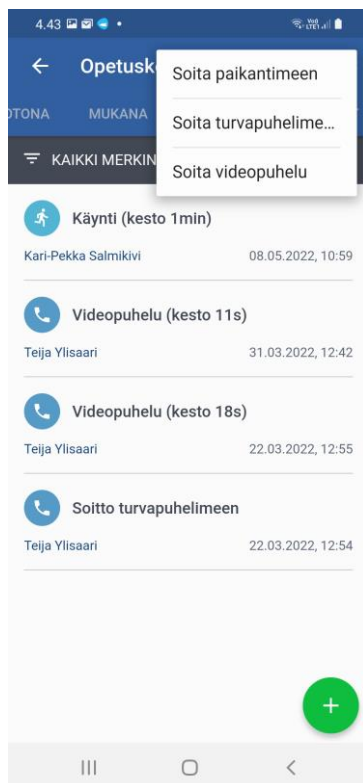 4.43
Opetusk
Soita paikantimeen
OTONA MUKANA
Soita turvapuhelime...
KAIKKI MERKIN
Soita videopuhelu
Käynti (kesto 1min)
Kari-Pekka Salmikivi 08.05.2022, 10:59
Videopuhelu (kesto 11s)
Teija Ylisaari 31.03.2022, 12:42
Videopuhelu (kesto 18s)
Teija Ylisaari 22.03.2022, 12:55
Soitto turvapuhelimeen
Teija Ylisaari 22.03.2022, 12:54